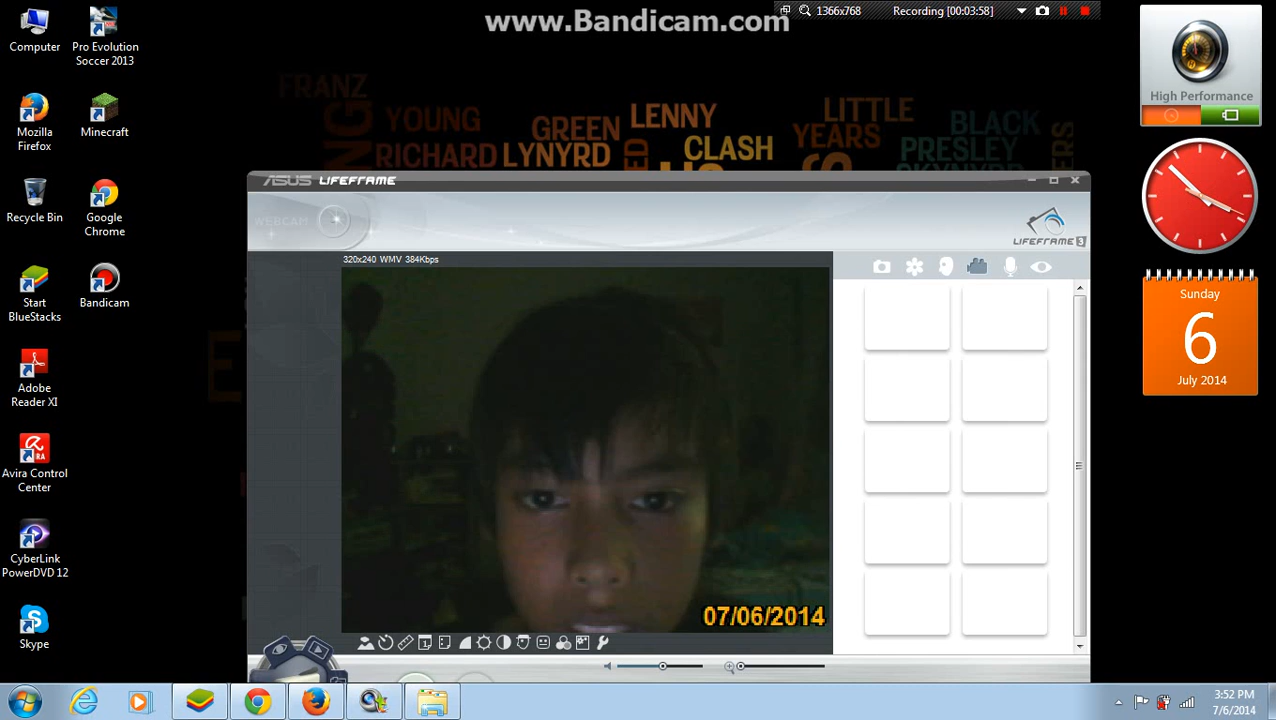 www.Bandicam.com
1366x768
Recording [00:03:58]
Computer
Pro Evolution
Soccer 2013
High Performance
FRANZ
YOUNG
GREEN
LENNY
LITTLE
BLACK
RICHARD
LYNYRD
CLASH
YEARS
PRESLEY
Mozilla
Firefox
Minecraft
ASUS LIFEFRAME
WEBCAM
LIFEFRAME 3
320x240 WMV 384Kbps
Recycle Bin
Google
Chrome
Start
BlueStacks
Bandicam
Sunday
6
July 2014
Adobe
Reader XI
Avira Control
Center
CyberLink
PowerDVD 12
Skype
07/06/2014
3:52 PM
7/6/2014